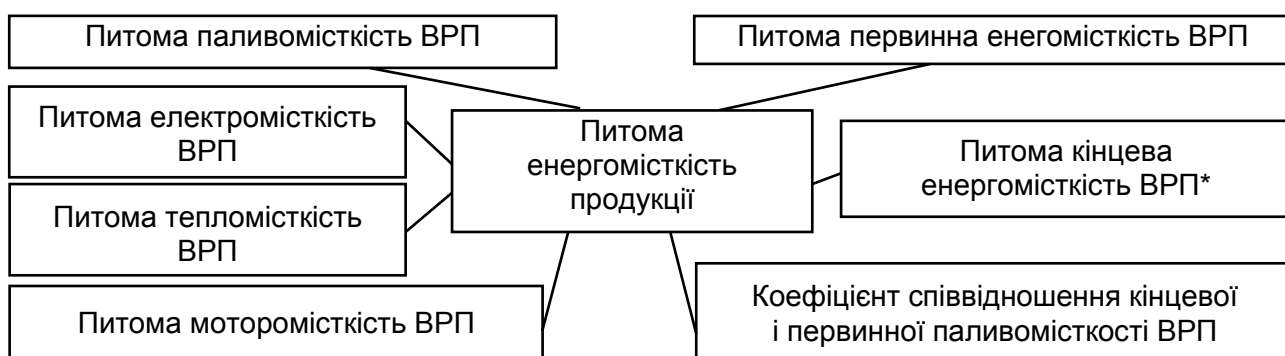 Питома паливомісткість ВРП
Питома первинна енегомісткість ВРП
Питома електромісткість
ВРП
Питома
енергомісткість
продукції
Питома кінцева
енергомісткість ВРП*
Питома тепломісткість
ВРП
Питома моторомісткість ВРП
Коефіцієнт співвідношення кінцевої
і первинної паливомісткості ВРП